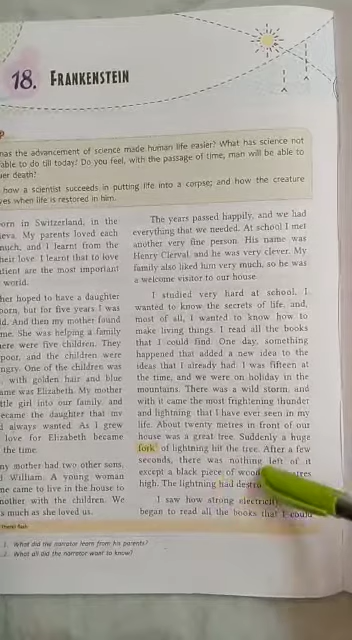 18. FRANKENSTEIN
has the advancement of science made human life easier? What has science not
able to do till today? Do you feel, with the passage of time, man will be able to
er death?
how a scientist succeeds in putting life into a corpse; and how the creature
es when life is restored in him.
orn in Switzerland, in the
eva. My parents loved each
much, and I learnt from the
heir love. I learnt that to love
tient are the most important
world.
her hoped to have a daughter
born, but for five years I was
ld. And then my mother found
me. She was helping a family
ere were five children. They
poor, and the children were
ngry. One of the children was
, with golden hair and blue
ame was Elizabeth. My mother
ttle girl into our family, and
ecame the daughter that my
d always wanted. As I grew
love for Elizabeth became
the time.
my mother had two other sons,
d William. A young woman
ne came to live in the house to
mother with the children. We
s much as she loved us.
The years passed happily, and we had
everything that we needed. At school I met
another very fine person. His name was
Henry Clerval, and he was very clever. My
family also liked him very much, so he was
a welcome visitor to our house.
I studied very hard at school. I
wanted to know the secrets of life, and,
most of all, I wanted to know how to
make living things. I read all the books
that I could find. One day, something
happened that added a new idea to the
ideas that I already had. I was fifteen at
the time, and we were on holiday in the
mountains. There was a wild storm, and
with it came the most frightening thunder
and lightning that I have ever seen in my
life. About twenty metres in front of our
house was a great tree. Suddenly a huge
fork of lightning hit the tree. After a few
seconds, there was nothing left of it
except a black piece of wood
high. The lightning had destr
I saw how strong electricit
began to read all the books that I could
1. What did the narrator learn from his parents?
2. What all did the narrator want to know?